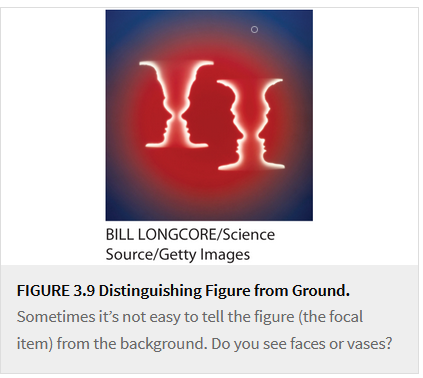 BILL LONGCORE/Science
Source/Getty Images
FIGURE 3.9 Distinguishing Figure from Ground.
Sometimes it’s not easy to tell the figure (the focal
item) from the background. Do you see faces or vases?